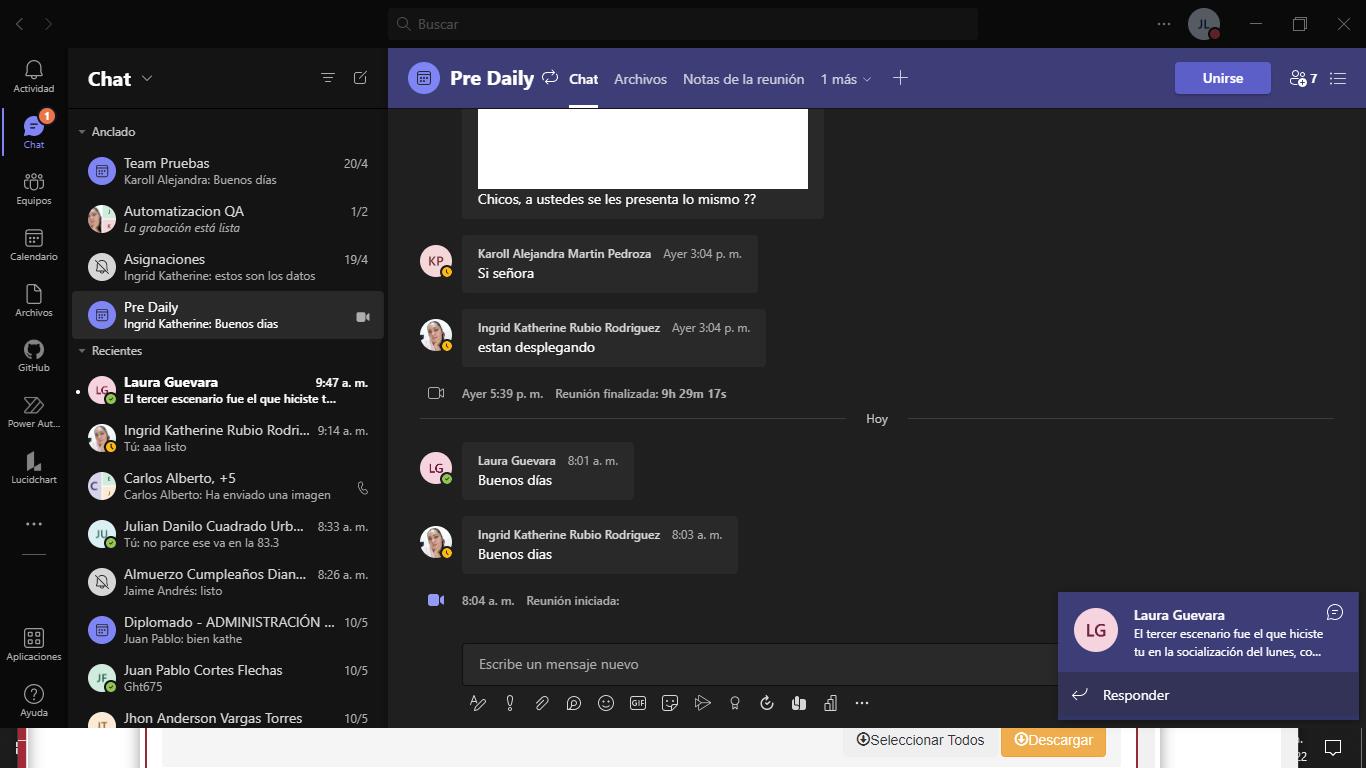 Buscar
JL
Actividad
1
Chat
Equipos
Calendario
Archivos
GitHub
Power Aut...
Lucidchart
Aplicaciones
Ayuda
Chat
Anclado
Team Pruebas 20/4
Karoll Alejandra: Buenos días
Automatizacion QA 1/2
La grabación está lista
Asignaciones 19/4
Ingrid Katherine: estos son los datos
Pre Daily
Ingrid Katherine: Buenos dias
Recientes
LG
Laura Guevara 9:47 a. m.
El tercer escenario fue el que hiciste t...
Ingrid Katherine Rubio Rodri... 9:14 a. m.
Tú: aaa listo
C
Carlos Alberto, +5
Carlos Alberto: Ha enviado una imagen
JU
Julian Danilo Cuadrado Urb... 8:33 a. m.
Tú: no parce ese va en la 83.3
Almuerzo Cumpleaños Dian... 8:26 a. m.
Jaime Andrés: listo
Diplomado - ADMINISTRACIÓN ... 10/5
Juan Pablo: bien kathe
JF
Juan Pablo Cortes Flechas 10/5
Ght675
JT
Jhon Anderson Vargas Torres 10/5
Pre Daily
Chat Archivos Notas de la reunión 1 más
Unirse
7
Chicos, a ustedes se les presenta lo mismo ??
KP
Karoll Alejandra Martin Pedroza Ayer 3:04 p. m.
Si señora
Ingrid Katherine Rubio Rodriguez Ayer 3:04 p. m.
estan desplegando
Ayer 5:39 p. m. Reunión finalizada: 9h 29m 17s
Hoy
LG
Laura Guevara 8:01 a. m.
Buenos días
Ingrid Katherine Rubio Rodriguez 8:03 a. m.
Buenos dias
8:04 a. m. Reunión iniciada:
Escribe un mensaje nuevo
GIF
LG
Laura Guevara
El tercer escenario fue el que hiciste
tu en la socialización del lunes, co...
Responder
Seleccionar Todos
Descargar
22